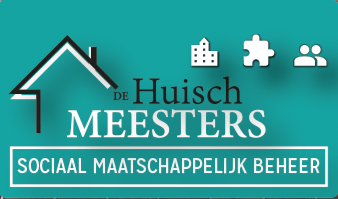 DE Huisch
MEESTERS
SOCIAAL MAATSCHAPPELIJK BEHEER